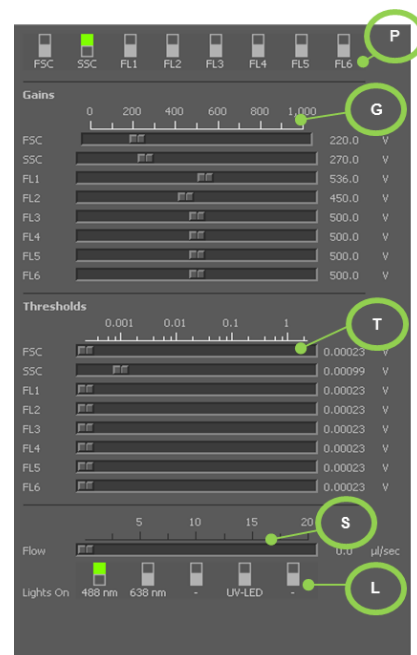 P
FSC SSC FL1 FL2 FL3 FL4 FL5 FL6
Gains
G
0 200 400 600 800 1,000
FSC 220.0 V
SSC 270.0 V
FL1 536.0 V
FL2 450.0 V
FL3 500.0 V
FL4 500.0 V
FL5 500.0 V
FL6 500.0 V
Thresholds
T
0.001 0.01 0.1 1
FSC 0.00023 V
SSC 0.00099 V
FL1 0.00023 V
FL2 0.00023 V
FL3 0.00023 V
FL4 0.00023 V
FL5 0.00023 V
FL6 0.00023 V
5 10 15 20 S
Flow 0.0 µl/sec
L
Lights On 488 nm 638 nm - UV-LED -